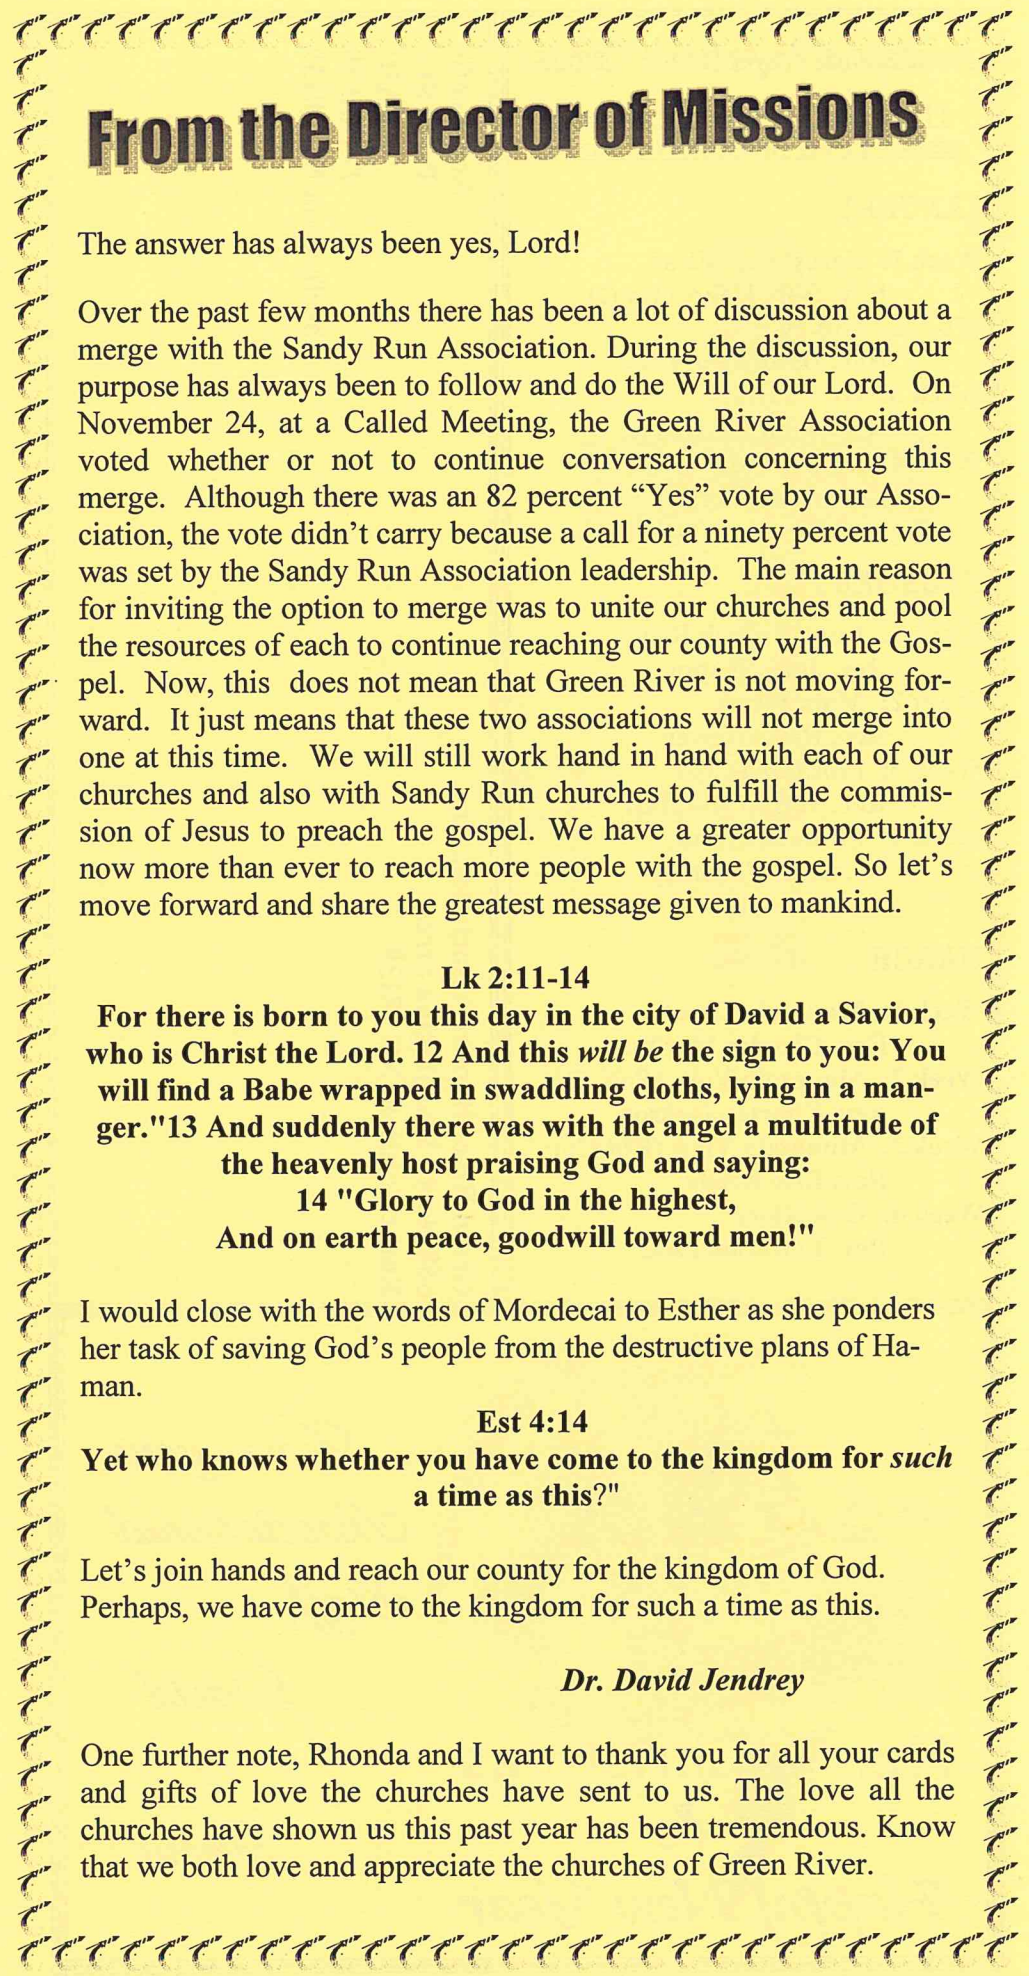 From the Director of Missions
The answer has always been yes, Lord!
Over the past few months there has been a lot of discussion about a
merge with the Sandy Run Association. During the discussion, our
purpose has always been to follow and do the Will of our Lord. On
November 24, at a Called Meeting, the Green River Association
voted whether or not to continue conversation concerning this
merge. Although there was an 82 percent “Yes” vote by our Asso-
ciation, the vote didn’t carry because a call for a ninety percent vote
was set by the Sandy Run Association leadership. The main reason
for inviting the option to merge was to unite our churches and pool
the resources of each to continue reaching our county with the Gos-
pel. Now, this does not mean that Green River is not moving for-
ward. It just means that these two associations will not merge into
one at this time. We will still work hand in hand with each of our
churches and also with Sandy Run churches to fulfill the commis-
sion of Jesus to preach the gospel. We have a greater opportunity
now more than ever to reach more people with the gospel. So let’s
move forward and share the greatest message given to mankind.
Lk 2:11-14
For there is born to you this day in the city of David a Savior,
who is Christ the Lord. 12 And this will be the sign to you: You
will find a Babe wrapped in swaddling cloths, lying in a man-
ger."13 And suddenly there was with the angel a multitude of
the heavenly host praising God and saying:
14 "Glory to God in the highest,
And on earth peace, goodwill toward men!"
I would close with the words of Mordecai to Esther as she ponders
her task of saving God’s people from the destructive plans of Ha-
man.
Est 4:14
Yet who knows whether you have come to the kingdom for such
a time as this?"
Let’s join hands and reach our county for the kingdom of God.
Perhaps, we have come to the kingdom for such a time as this.
Dr. David Jendrey
One further note, Rhonda and I want to thank you for all your cards
and gifts of love the churches have sent to us. The love all the
churches have shown us this past year has been tremendous. Know
that we both love and appreciate the churches of Green River.